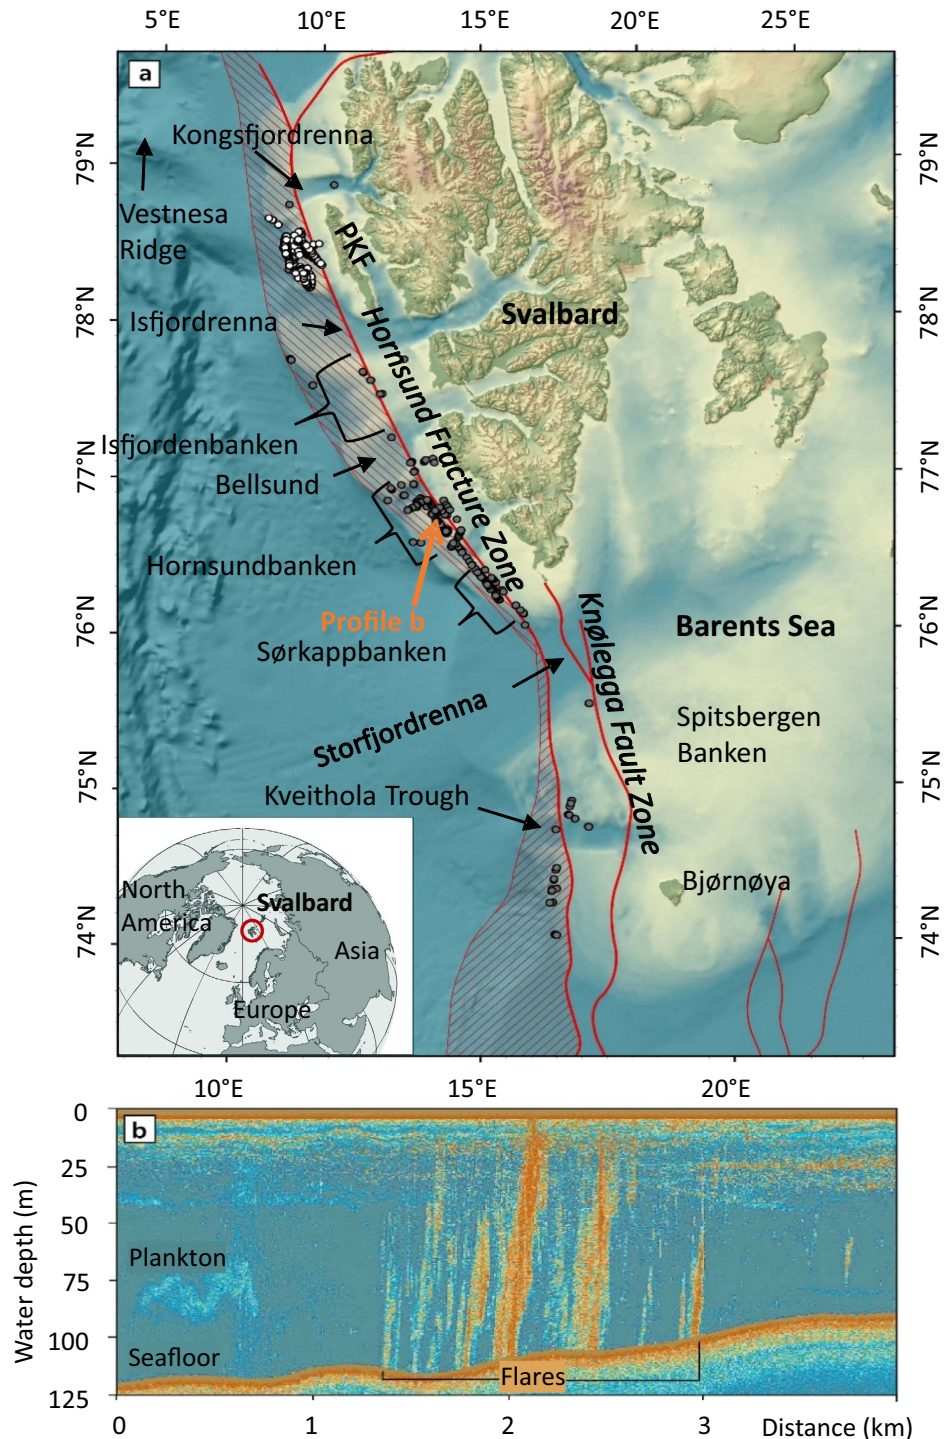 5°E 10°E 15°E 20°E 25°E
a
Kongsfjordrenna
79°N
79°N
Vestnesa
Ridge
PKF
78°N
78°N
Isfjordrenna
Svalbard
Hornsund Fracture Zone
Isfjordenbanken
77°N
77°N
Bellsund
Hornsundbanken
Profile b
76°N
76°N
Sørkappbanken
Barents Sea
Knølegga Fault Zone
Storfjordrenna
Spitsbergen
Banken
75°N
75°N
Kveithola Trough
Bjørnøya
74°N
74°N
North
America
Svalbard
Asia
Europe
10°E 15°E 20°E
b
0
25
50
75
100
125
Water depth (m)
Plankton
Seafloor
Flares
0 1 2 3 Distance (km)